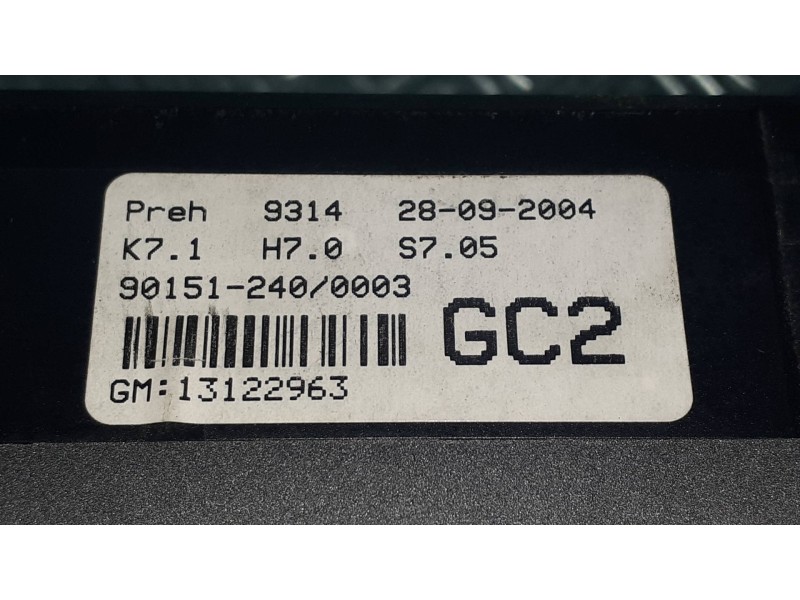 Preh 9314 28-09-2004
K7.1 H7.0 S7.05
90151-240/0003
GC2
GM:13122963